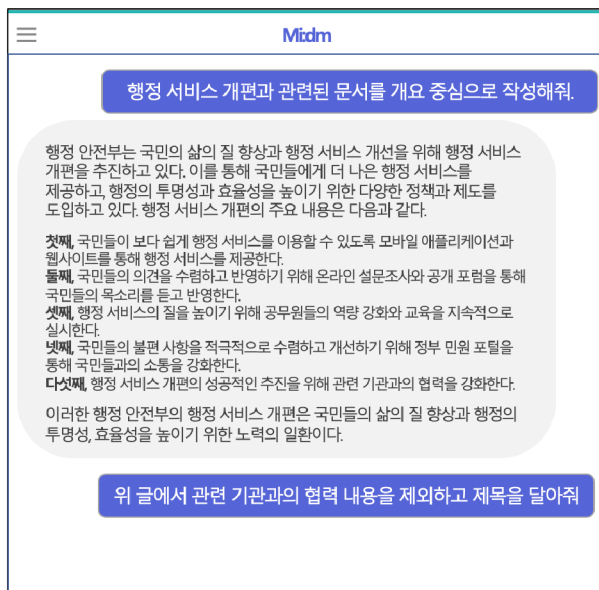 Mi:dm
행정 서비스 개편과 관련된 문서를 개요 중심으로 작성해줘.
행정 안전부는 국민의 삶의 질 향상과 행정 서비스 개선을 위해 행정 서비스
개편을 추진하고 있다. 이를 통해 국민들에게 더 나은 행정 서비스를
제공하고, 행정의 투명성과 효율성을 높이기 위한 다양한 정책과 제도를
도입하고 있다. 행정 서비스 개편의 주요 내용은 다음과 같다.
첫째, 국민들이 보다 쉽게 행정 서비스를 이용할 수 있도록 모바일 애플리케이션과
웹사이트를 통해 행정 서비스를 제공한다.
둘째, 국민들의 의견을 수렴하고 반영하기 위해 온라인 설문조사와 공개 포럼을 통해
국민들의 목소리를 듣고 반영한다.
셋째, 행정 서비스의 질을 높이기 위해 공무원들의 역량 강화와 교육을 지속적으로
실시한다.
넷째, 국민들의 불편 사항을 적극적으로 수렴하고 개선하기 위해 정부 민원 포털을
통해 국민들과의 소통을 강화한다.
다섯째, 행정 서비스 개편의 성공적인 추진을 위해 관련 기관과의 협력을 강화한다.
이러한 행정 안전부의 행정 서비스 개편은 국민들의 삶의 질 향상과 행정의
투명성, 효율성을 높이기 위한 노력의 일환이다.
위 글에서 관련 기관과의 협력 내용을 제외하고 제목을 달아줘